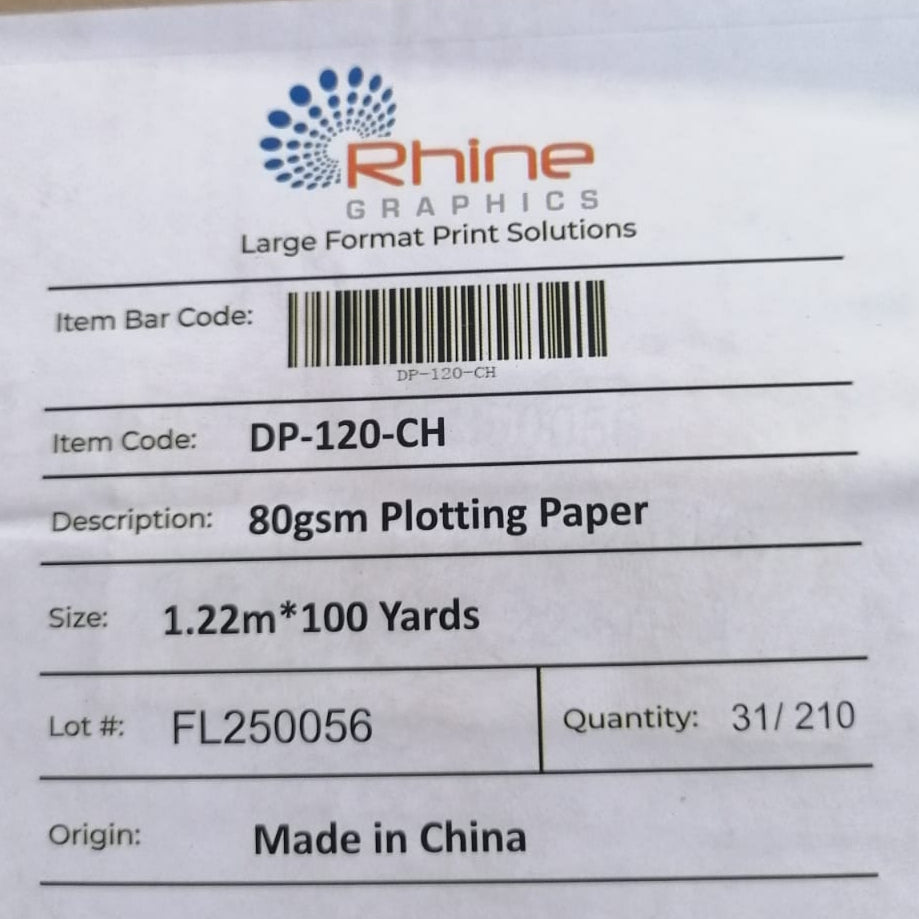 Rhine
GRAPHICS
Large Format Print Solutions
Item Bar Code:
DP-120-CH
Item Code: DP-120-CH
Description: 80gsm Plotting Paper
Size: 1.22m*100 Yards
Lot #: FL250056 Quantity: 31/ 210
Origin: Made in China